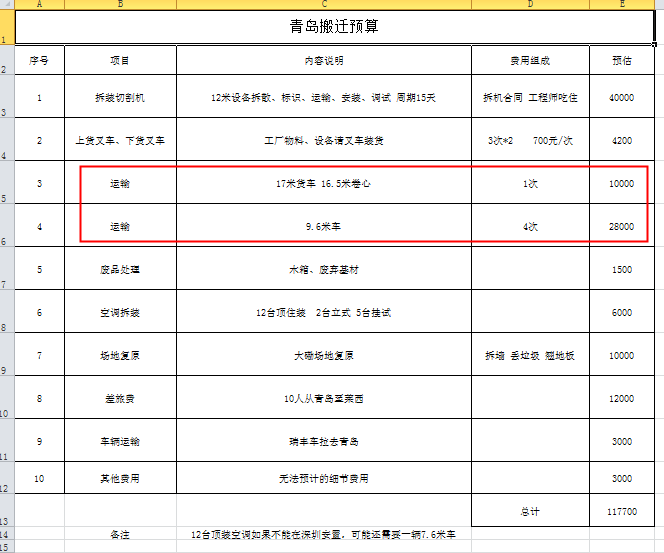 A B C D E
1 青岛搬迁预算
2 序号 项目 内容说明 费用组成 预估
3 1 拆装切割机 12米设备拆散、标识、运输、安装、调试 周期15天 拆机合同 工程师吃住 40000
4 2 上货叉车、下货叉车 工厂物料、设备请叉车装货 3次*2 700元/次 4200
5 3 运输 17米货车 16.5米卷心 1次 10000
6 4 运输 9.6米车 4次 28000
7 5 废品处理 水箱、废弃基材 1500
8 6 空调拆装 12台顶住装 2台立式 5台挂试 6000
9 7 场地复原 大磡场地复原 拆墙 丢垃圾 翘地板 10000
10 8 差旅费 10人从青岛至莱西 12000
11 9 车辆运输 瑞丰车拉去青岛 3000
12 10 其他费用 无法预计的细节费用 3000
13 总计 117700
14 备注 12台顶装空调如果不能在深圳安置，可能还需要一辆7.6米车
15